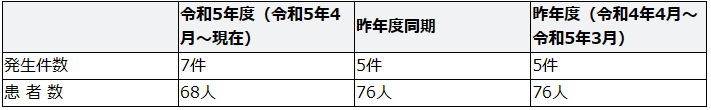 令和5年度（令和5年4
月～現在）
昨年度同期
昨年度（令和4年4月～
令和5年3月）
発生件数 7件 5件 5件
患 者 数 68人 76人 76人